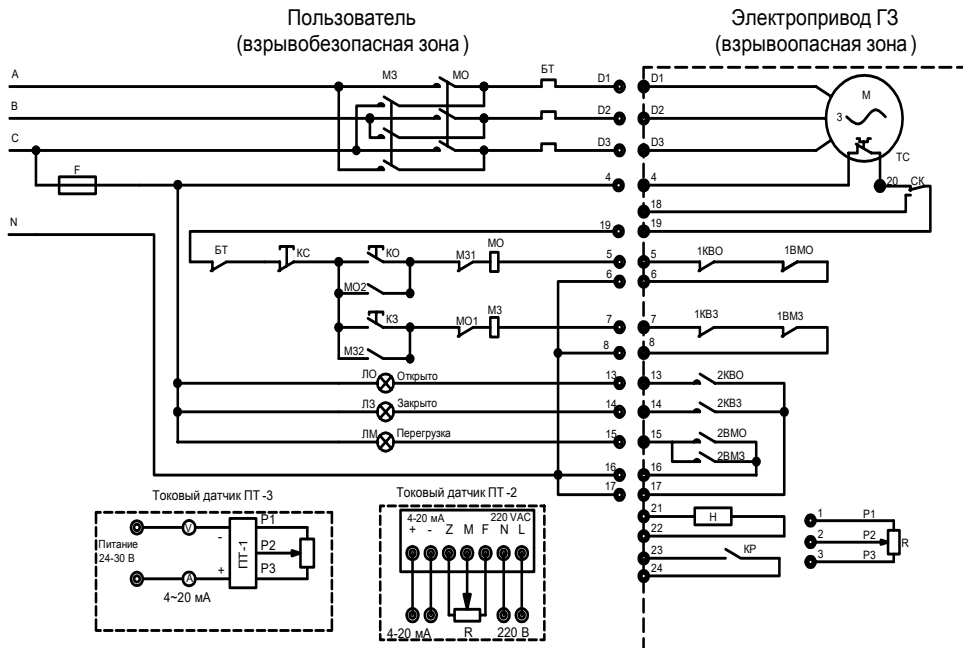 Пользователь
(взрывобезопасная зона )
Электропривод ГЗ
(взрывоопасная зона )
A
МЗ
МО
БТ
D1
D1
М
B
D2
D2
3
C
D3
D3
ТС
F
4
4
20
СК
18
N
19
19
БТ
КС
КО
МЗ1
МО
5
5
1КВО
1ВМО
МО2
6
6
КЗ
МО1
МЗ
7
7
1КВЗ
1ВМЗ
МЗ2
8
8
ЛО
Открыто
13
13
2КВО
ЛЗ
Закрыто
14
14
2КВЗ
ЛМ
Перегрузка
15
15
2ВМО
2ВМЗ
16
16
17
17
21
Н
22
23
КР
24
1
P1
2
P2
R
3
P3
Токовый датчик ПТ -3
Питание
24-30 В
V
-
P1
ПТ-1
P2
A
+
P3
4~20 мА
Токовый датчик ПТ -2
4-20 мА
220 VAC
+ - Z M F N L
4-20 мА
R
220 В